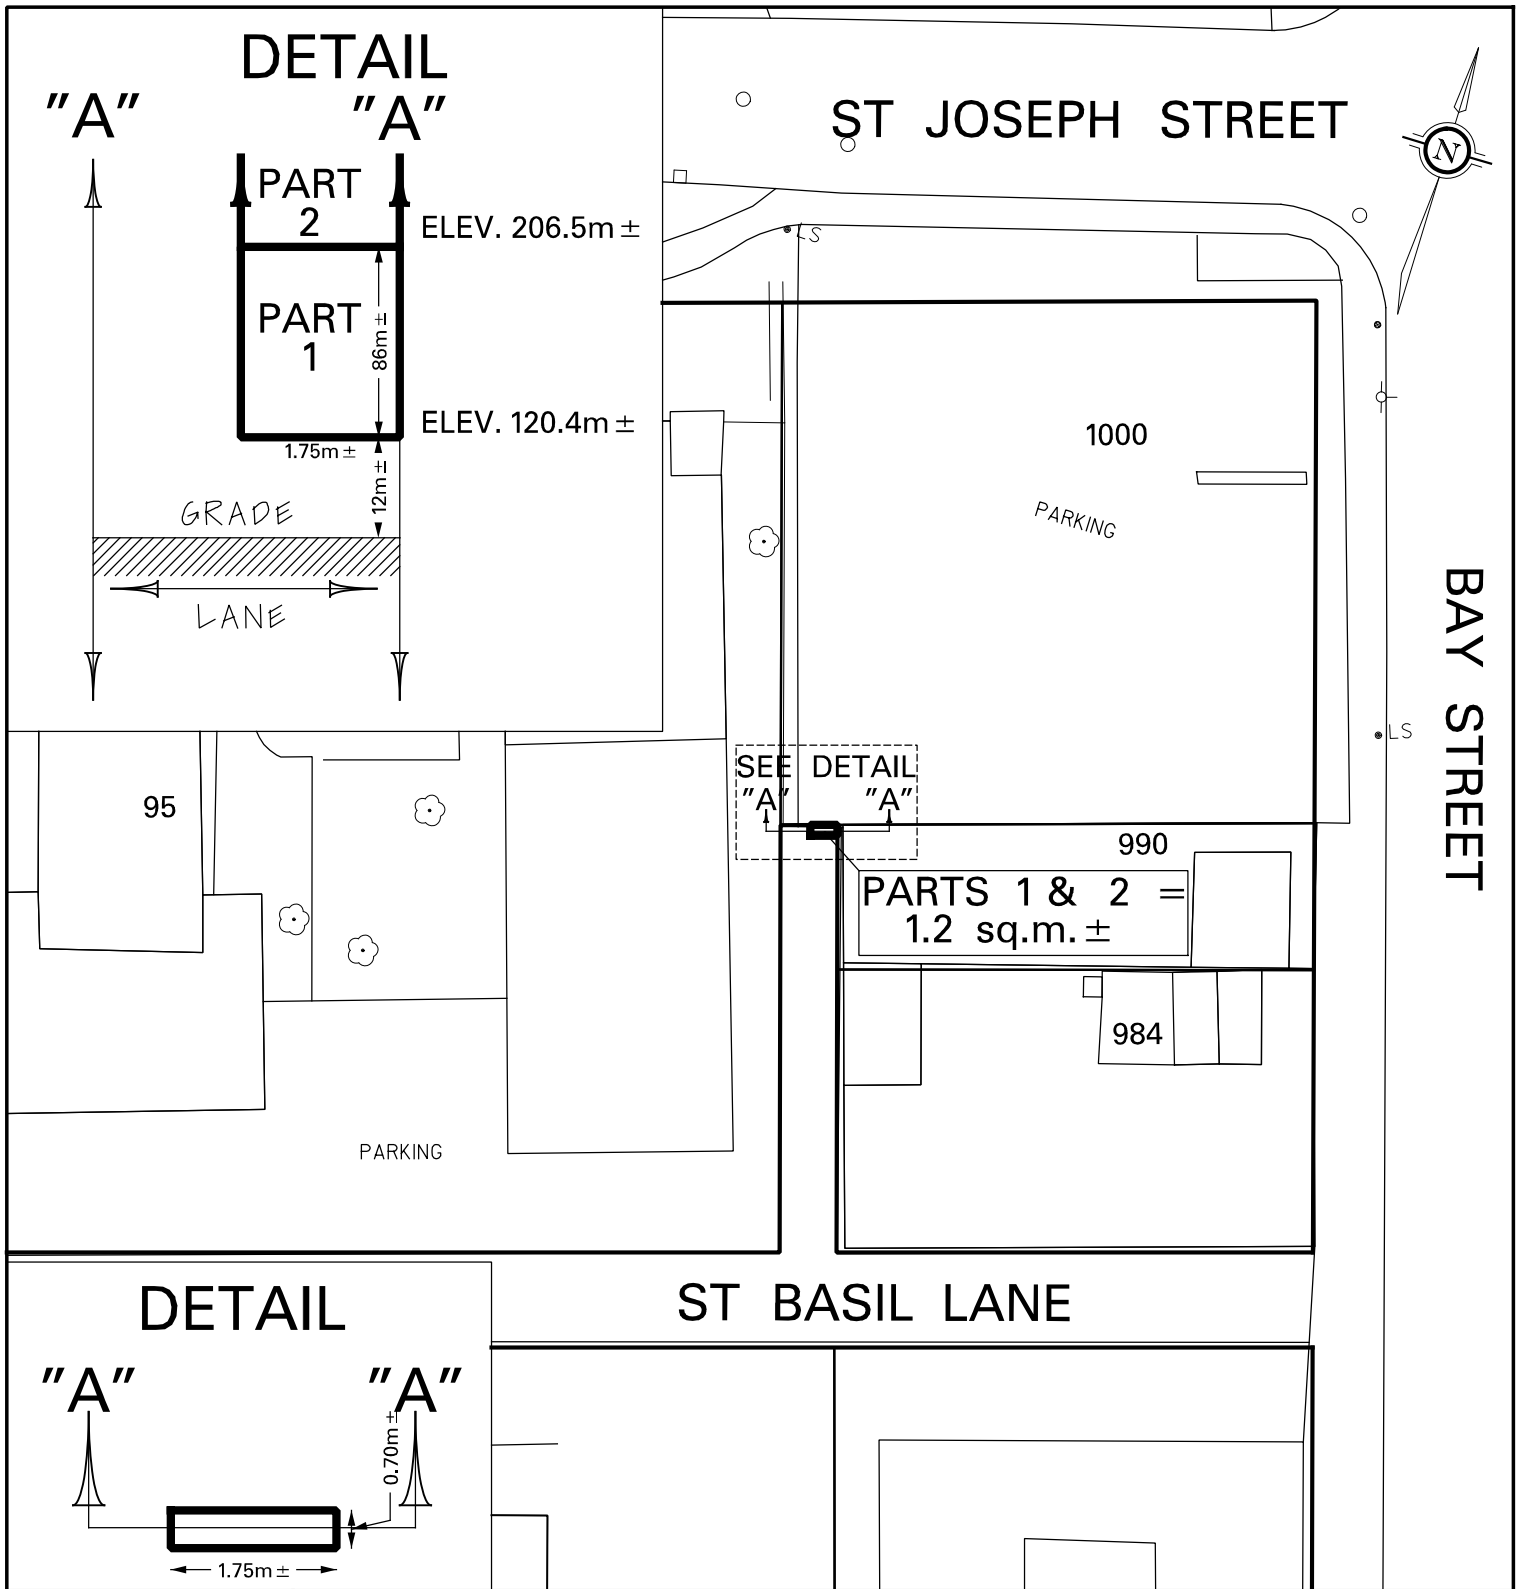 DETAIL
"A" "A"
PART
2
ELEV. 206.5m ±
PART
1
86m ±
ELEV. 120.4m ±
1.75m ±
12m ±
GRADE
LANE
ST JOSEPH STREET
N
LS
1000
PARKING
BAY STREET
LS
95
SEE DETAIL
"A" "A"
990
PARTS 1 & 2 =
1.2 sq.m. ±
984
PARKING
ST BASIL LANE
DETAIL
"A" "A"
0.70m ±
1.75m ±